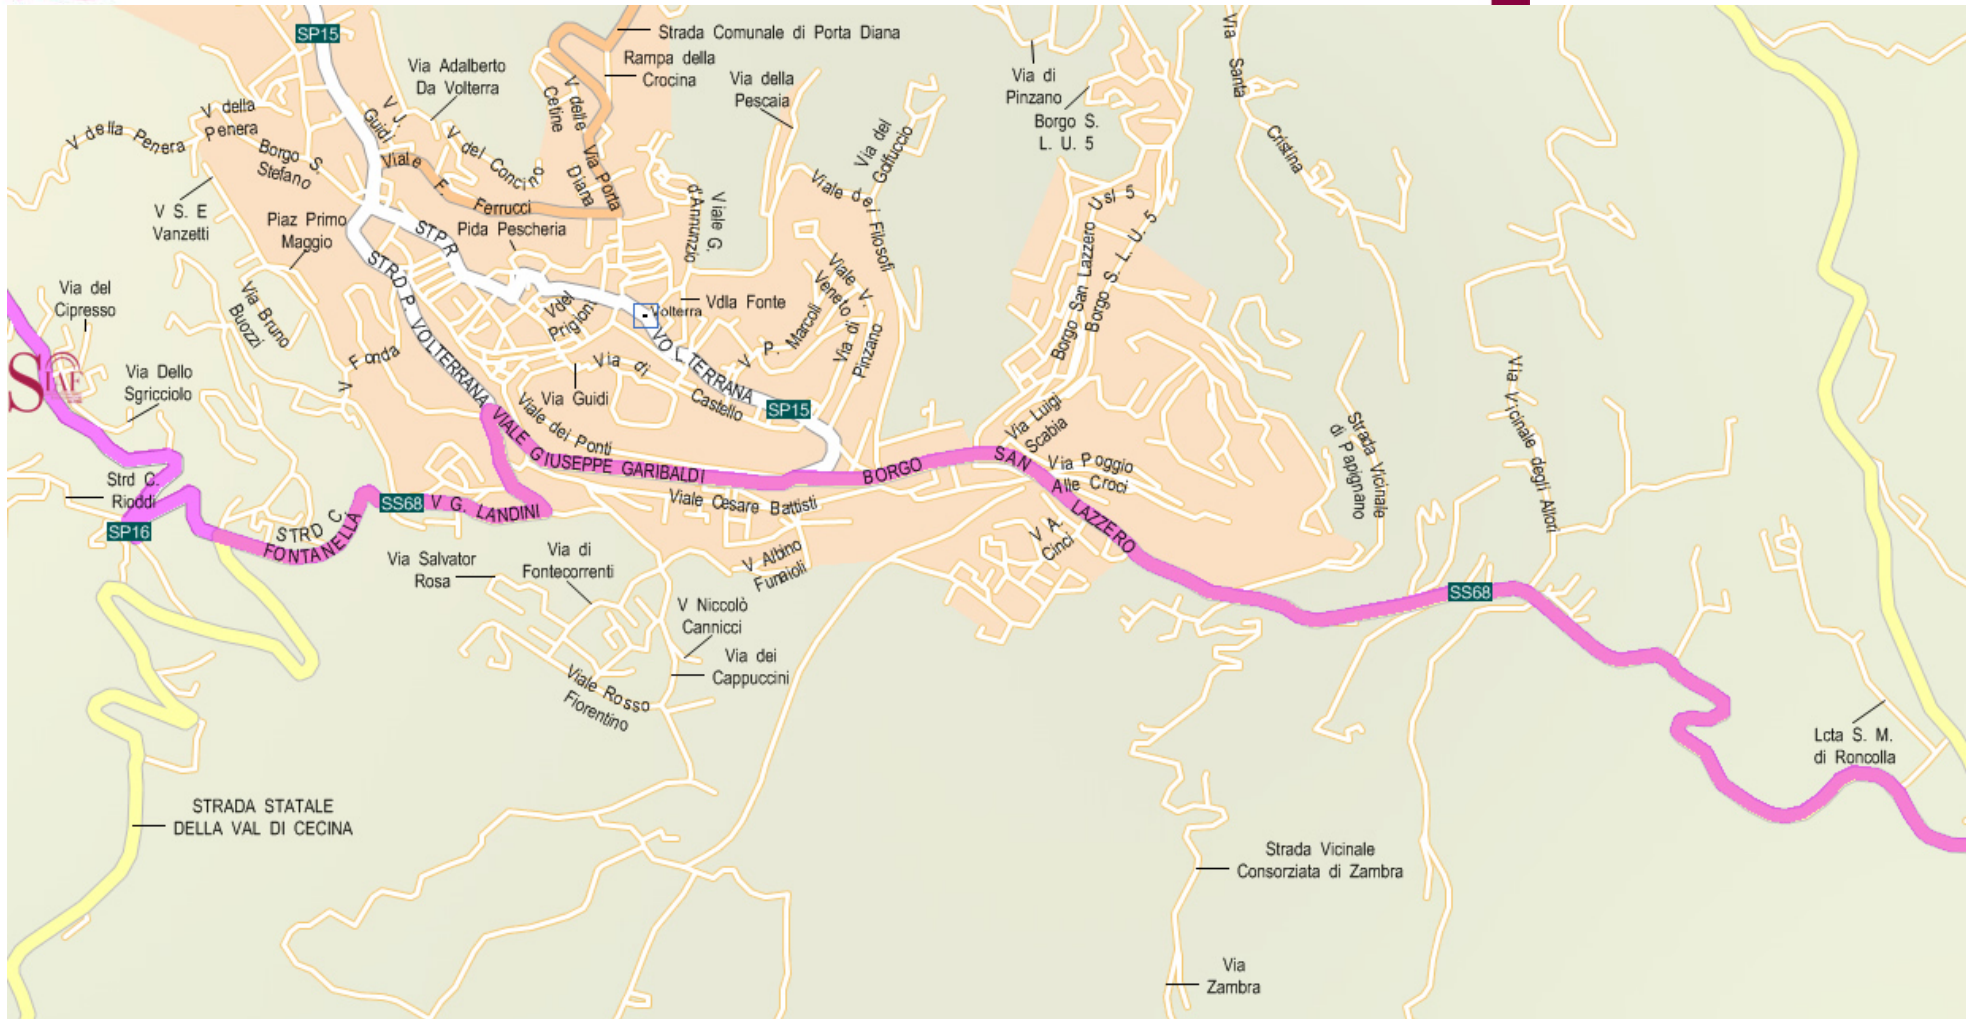 SP15
Strada Comunale di Porta Diana
Rampa della
Crocina
Via Adalberto
Da Volterra
Via della
Pescaia
Via di
Pinzano
Borgo S.
L. U. 5
Via Santa
Cristina
V delle
Cetine
V J.
Guidi
V della
Penera
V della Penera
Borgo S.
Stefano
V del Concino
Viale
F. Ferrucci
Via Porta
Diana
Viale G.
d'Annunzio
Via del
Golfuccio
Viale dei Filosofi
Usl 5
Borgo San Lazzero
Borgo S. L. U. 5
V S. E
Vanzetti
Piaz Primo
Maggio
STPR
Pida Pescheria
STRD P. VOLTERRANA
Via del
Cipresso
Via Bruno
Buozzi
Vdel
Prigioni
Volterra
Vdla Fonte
VOLTERRANA
Viale V.
Veneto
V P. Marcoli
Via di
Pinzano
V Fonda
SIAF
Via Dello
Sgricciolo
Via Guidi
Via di
Castello
SP15
Viale dei Ponti
VIALE
GIUSEPPE GARIBALDI
BORGO
SAN
LAZZERO
Via Luigi
Scabia
Via Poggio
Alle Croci
Strada Vicinale
di Papignano
Via Vicinale degli Allori
Strd C.
Rioddi
SP16
STRD C.
FONTANELLA
SS68
V G. LANDINI
Viale Cesare Battisti
V Albino
Funaioli
V A.
Cinci
SS68
Via Salvator
Rosa
Via di
Fontecorrenti
V Niccolò
Cannicci
Via dei
Cappuccini
Viale Rosso
Fiorentino
Lcta S. M.
di Roncolla
STRADA STATALE
DELLA VAL DI CECINA
Strada Vicinale
Consorziata di Zambra
Via
Zambra